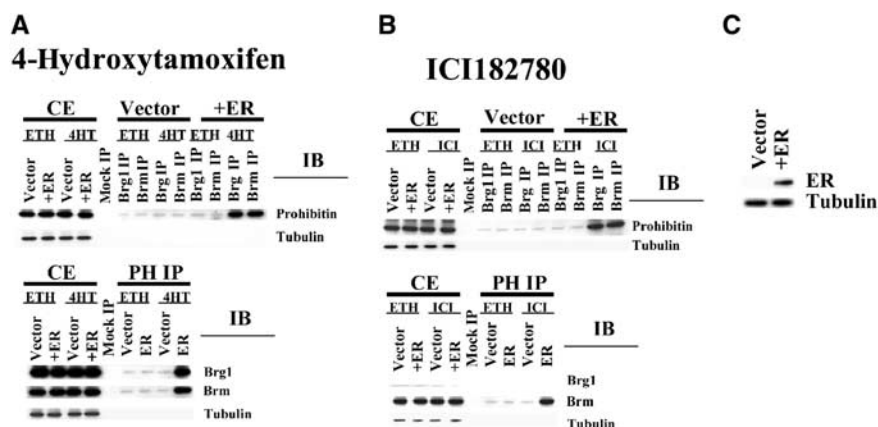 A
4-Hydroxytamoxifen
CE Vector +ER
ETH 4HT ETH 4HT ETH 4HT
Vector +ER Vector +ER Mock IP Brg1 IP Brm IP Brg IP Brm IP Brg1 IP Brm IP Brg IP Brm IP
IB
Prohibitin
Tubulin
CE PH IP
ETH 4HT ETH 4HT
Vector +ER Vector +ER Mock IP Vector ER Vector ER
IB
Brg1
Brm
Tubulin
B
ICI182780
CE Vector +ER
ETH ICI ETH ICI ETH ICI
Vector +ER Vector +ER Mock IP Brg1 IP Brm IP Brg IP Brm IP Brg1 IP Brm IP Brg IP Brm IP
IB
Prohibitin
Tubulin
CE PH IP
ETH ICI ETH ICI
Vector +ER Vector +ER Mock IP Vector ER Vector ER
IB
Brg1
Brm
Tubulin
C
Vector +ER
ER
Tubulin